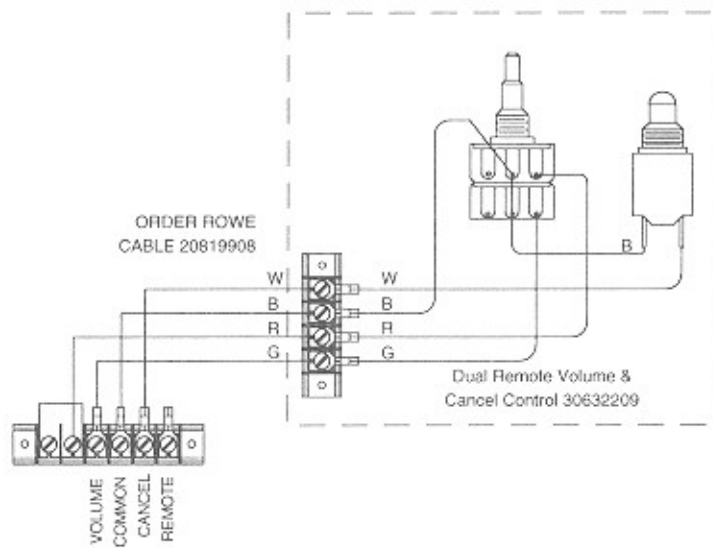 ORDER ROWE
CABLE 20819908
W
B
R
G
W
B
R
G
B
Dual Remote Volume &
Cancel Control 30632209
VOLUME
COMMON
CANCEL
REMOTE